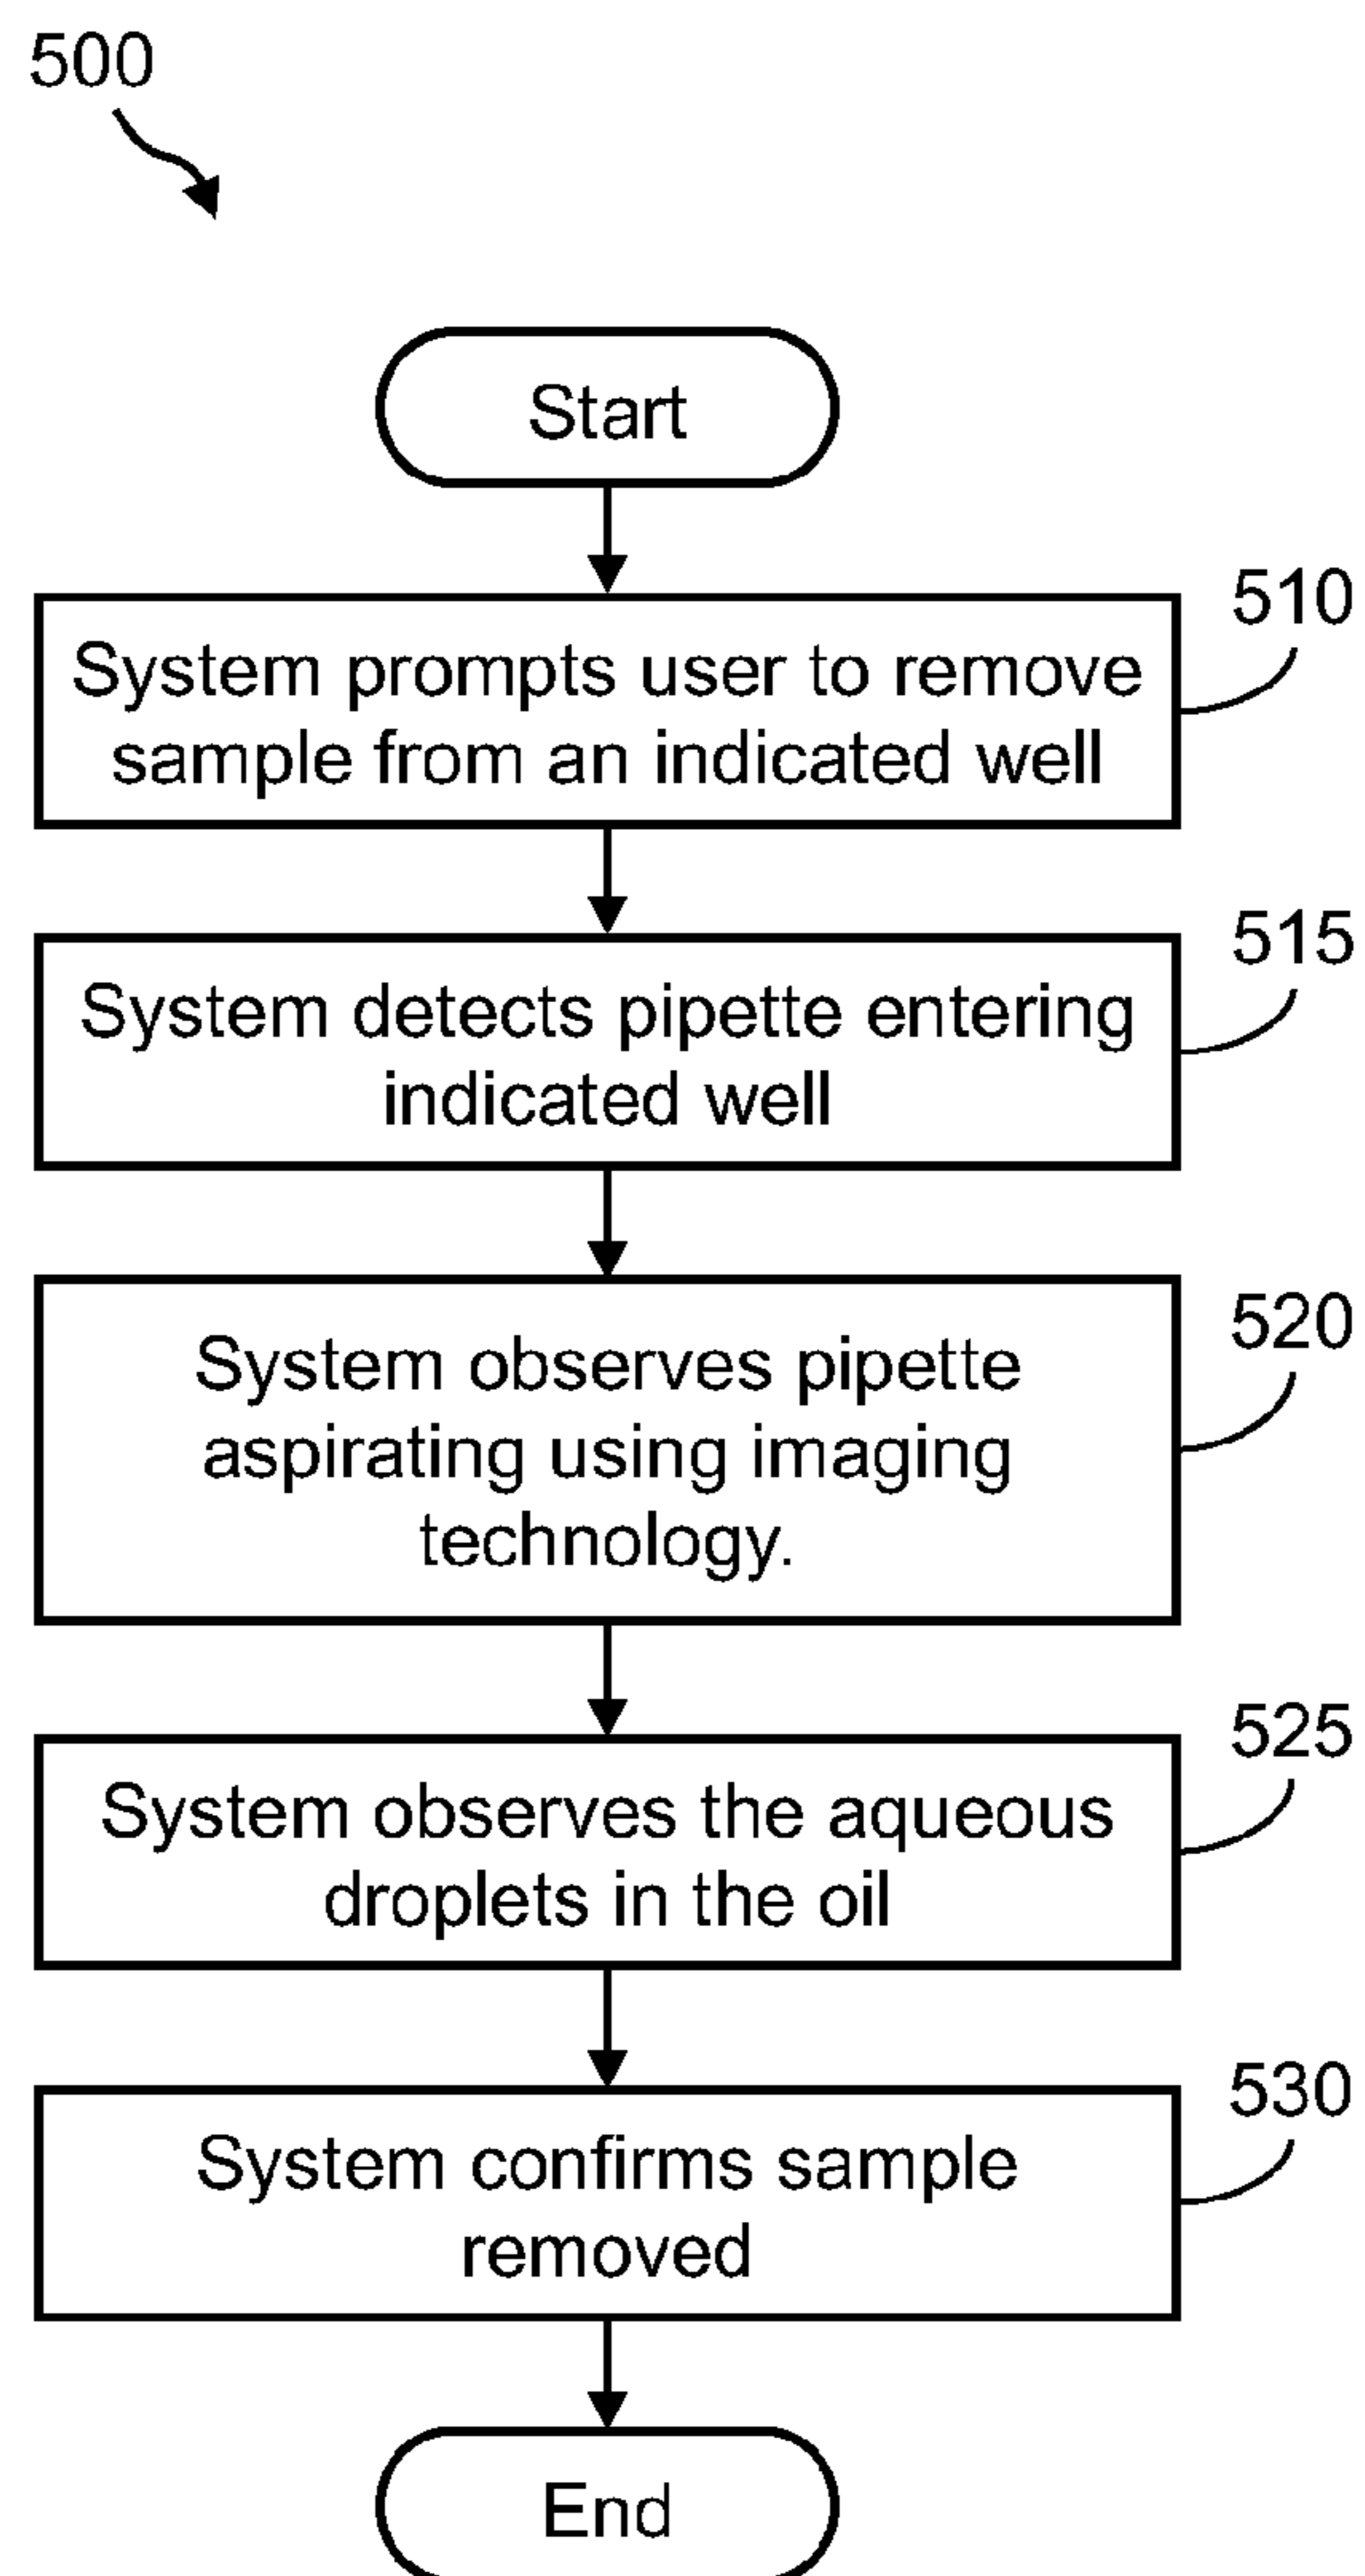 500
Start
510
System prompts user to remove
sample from an indicated well
515
System detects pipette entering
indicated well
520
System observes pipette
aspirating using imaging
technology.
525
System observes the aqueous
droplets in the oil
530
System confirms sample
removed
End